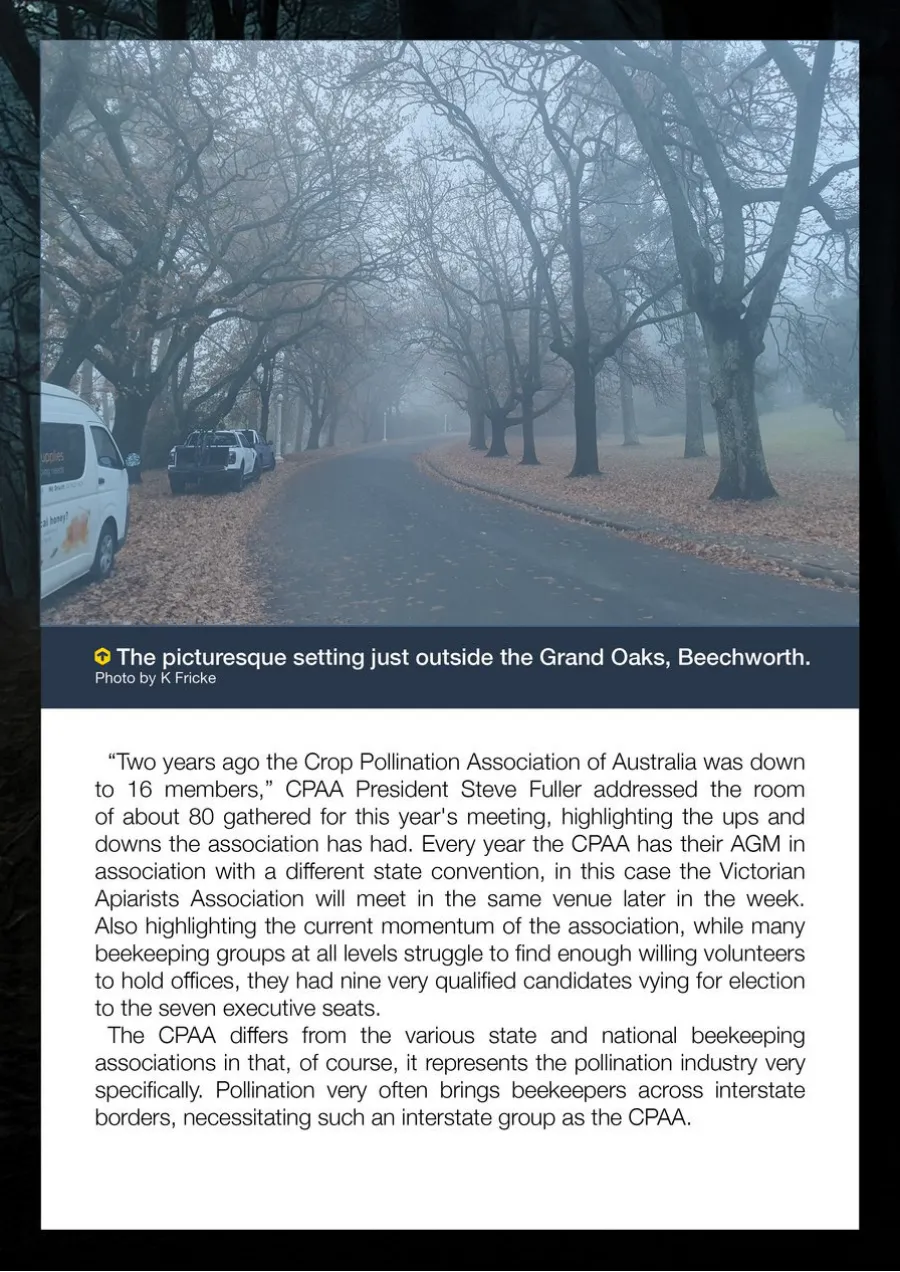 upplies
cal honey?
The picturesque setting just outside the Grand Oaks, Beechworth.
Photo by K Fricke
“Two years ago the Crop Pollination Association of Australia was down
to 16 members,” CPAA President Steve Fuller addressed the room
of about 80 gathered for this year's meeting, highlighting the ups and
downs the association has had. Every year the CPAA has their AGM in
association with a different state convention, in this case the Victorian
Apiarists Association will meet in the same venue later in the week.
Also highlighting the current momentum of the association, while many
beekeeping groups at all levels struggle to find enough willing volunteers
to hold offices, they had nine very qualified candidates vying for election
to the seven executive seats.
The CPAA differs from the various state and national beekeeping
associations in that, of course, it represents the pollination industry very
specifically. Pollination very often brings beekeepers across interstate
borders, necessitating such an interstate group as the CPAA.